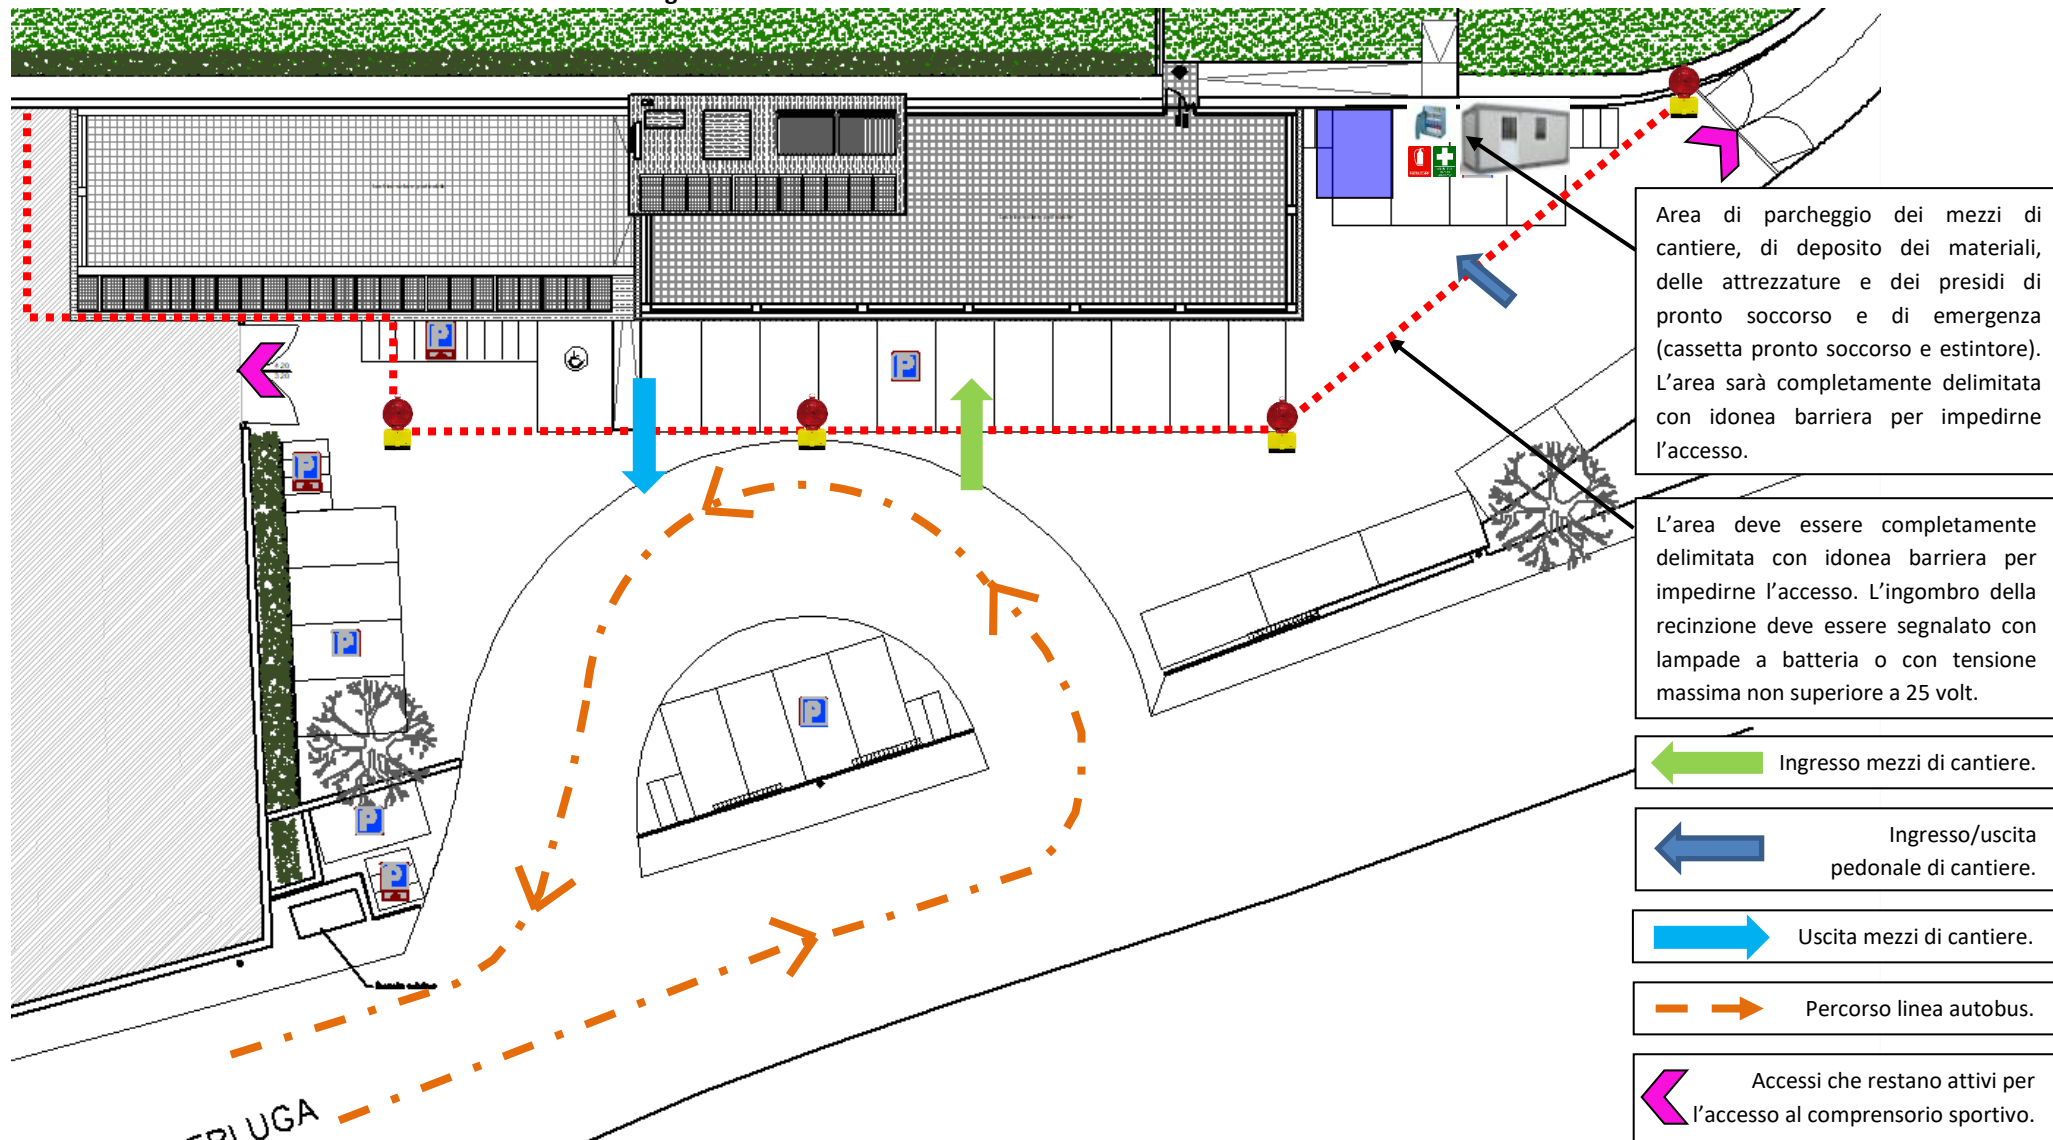 Area di parcheggio dei mezzi di
cantiere, di deposito dei materiali,
delle attrezzature e dei presidi di
pronto soccorso e di emergenza
(cassetta pronto soccorso e estintore).
L'area sarà completamente delimitata
con idonea barriera per impedirne
l'accesso.
L'area deve essere completamente
delimitata con idonea barriera per
impedirne l'accesso. L'ingombro della
recinzione deve essere segnalato con
lampade a batteria o con tensione
massima non superiore a 25 volt.
Ingresso mezzi di cantiere.
Ingresso/uscita
pedonale di cantiere.
Uscita mezzi di cantiere.
Percorso linea autobus.
Accessi che restano attivi per
l'accesso al comprensorio sportivo.
P
P
P
P
P
P
P